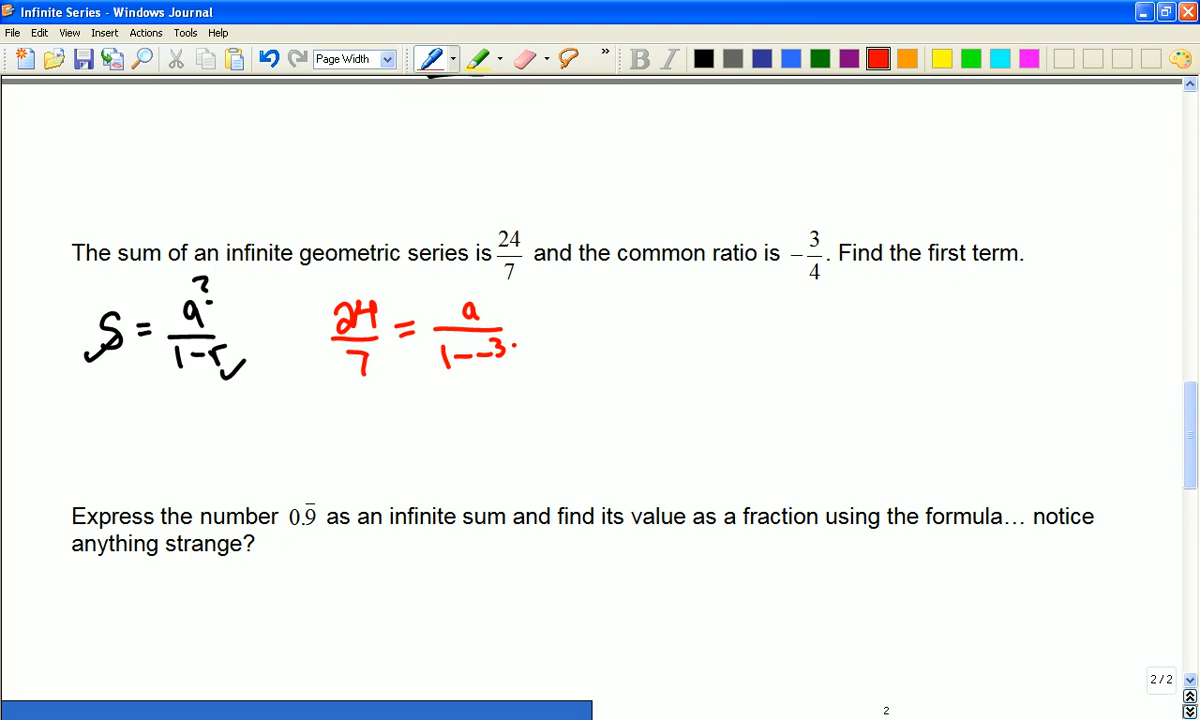 Infinite Series - Windows Journal
File Edit View Insert Actions Tools Help
Page Width » B I
The sum of an infinite geometric series is 24/7 and the common ratio is −3/4. Find the first term.
S = a?/(1-r) 24/7 = a/(1--3
Express the number 0.9̅ as an infinite sum and find its value as a fraction using the formula… notice
anything strange?
2 / 2
2